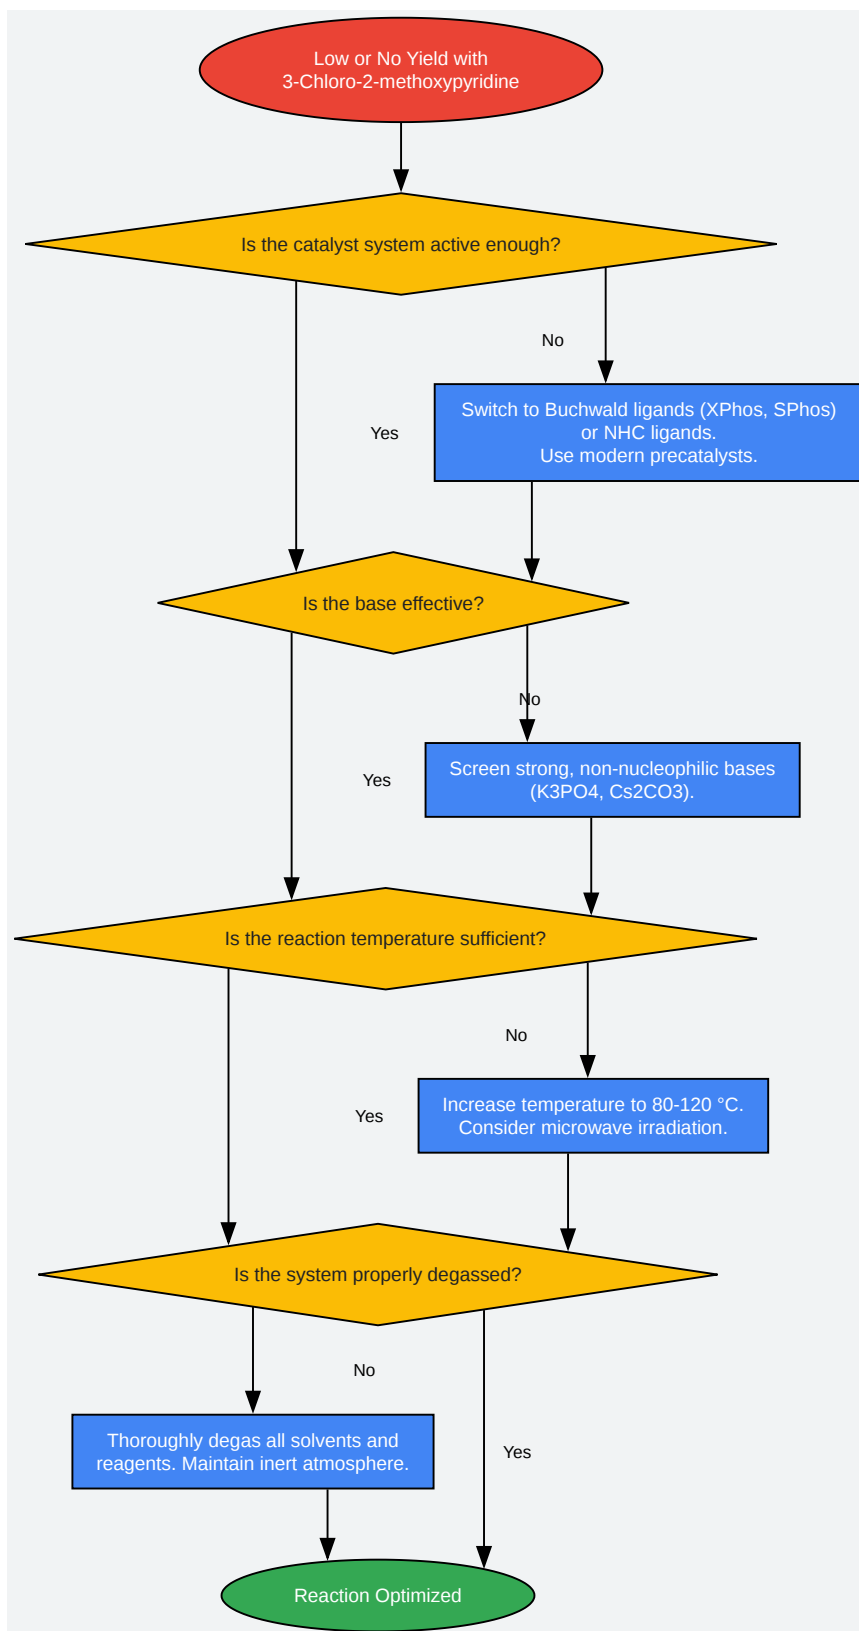 Low or No Yield with
3-Chloro-2-methoxypyridine
Is the catalyst system active enough?
No
Switch to Buchwald ligands (XPhos, SPhos)
or NHC ligands.
Use modern precatalysts.
Yes
Is the base effective?
No
Screen strong, non-nucleophilic bases
(K3PO4, Cs2CO3).
Yes
Is the reaction temperature sufficient?
No
Increase temperature to 80-120 °C.
Consider microwave irradiation.
Yes
Is the system properly degassed?
No
Thoroughly degas all solvents and
reagents. Maintain inert atmosphere.
Yes
Reaction Optimized